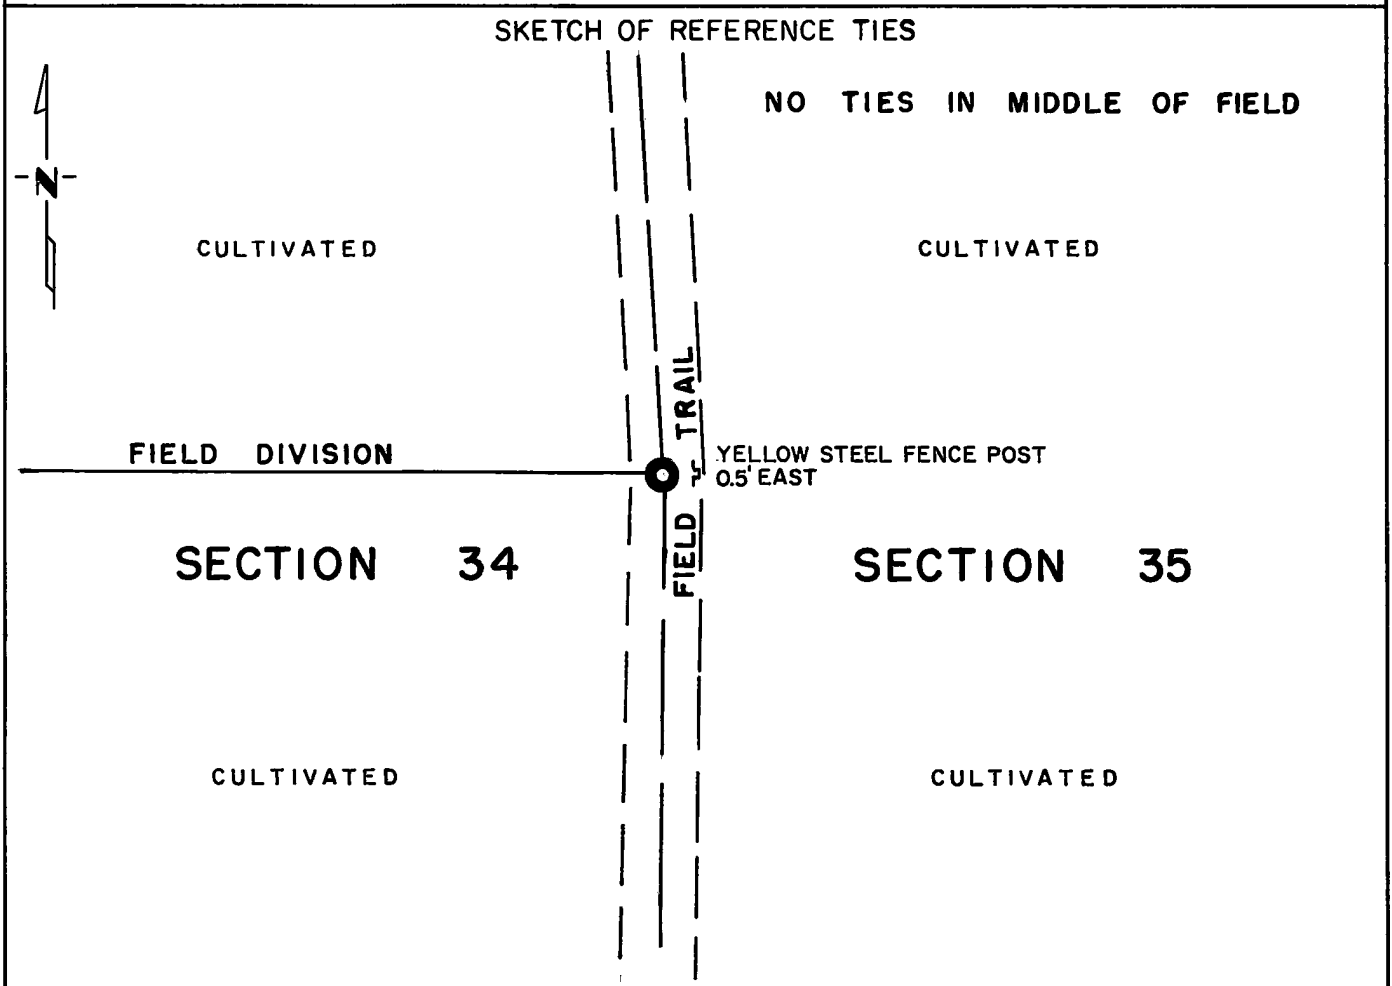 SKETCH OF REFERENCE TIES
NO TIES IN MIDDLE OF FIELD
N
CULTIVATED
CULTIVATED
FIELD TRAIL
FIELD DIVISION
YELLOW STEEL FENCE POST
0.5' EAST
SECTION 34
SECTION 35
CULTIVATED
CULTIVATED